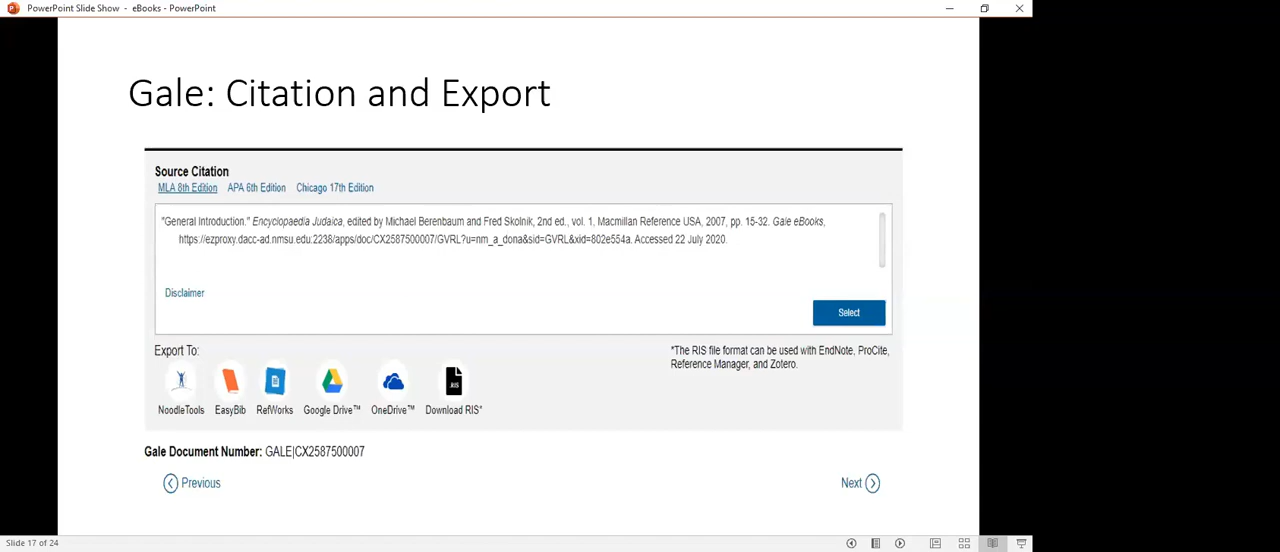 PowerPoint Slide Show - eBooks - PowerPoint
Gale: Citation and Export
Source Citation
MLA 8th Edition APA 6th Edition Chicago 17th Edition
"General Introduction." Encyclopaedia Judaica, edited by Michael Berenbaum and Fred Skolnik, 2nd ed., vol. 1, Macmillan Reference USA, 2007, pp. 15-32. Gale eBooks,
https://ezproxy.dacc-ad.nmsu.edu:2238/apps/doc/CX2587500007/GVRL?u=nm_a_dona&sid=GVRL&xid=802e554a. Accessed 22 July 2020.
Disclaimer
Select
Export To:
*The RIS file format can be used with EndNote, ProCite,
Reference Manager, and Zotero.
.RIS
NoodleTools EasyBib RefWorks Google Drive™ OneDrive™ Download RIS*
Gale Document Number: GALE|CX2587500007
Previous Next
Slide 17 of 24